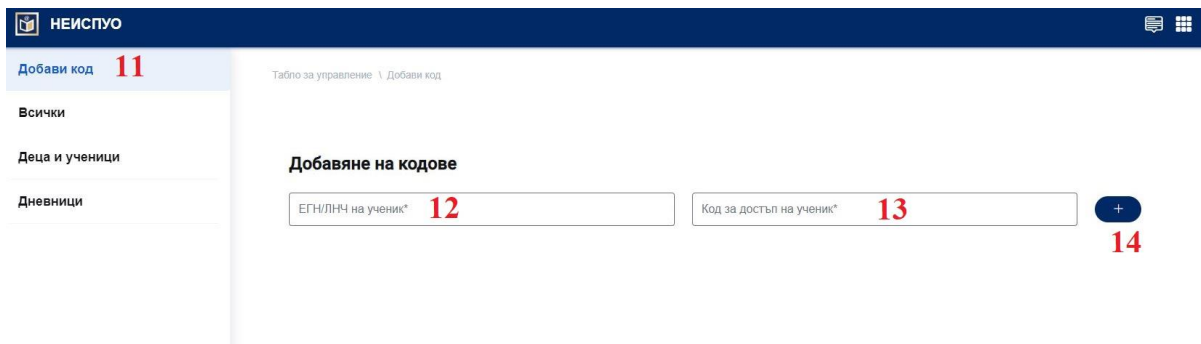 НЕИСПУО
Добави код 11
Табло за управление \ Добави код
Всички
Деца и ученици
Дневници
Добавяне на кодове
ЕГН/ЛНЧ на ученик* 12
Код за достъп на ученик* 13
+
14